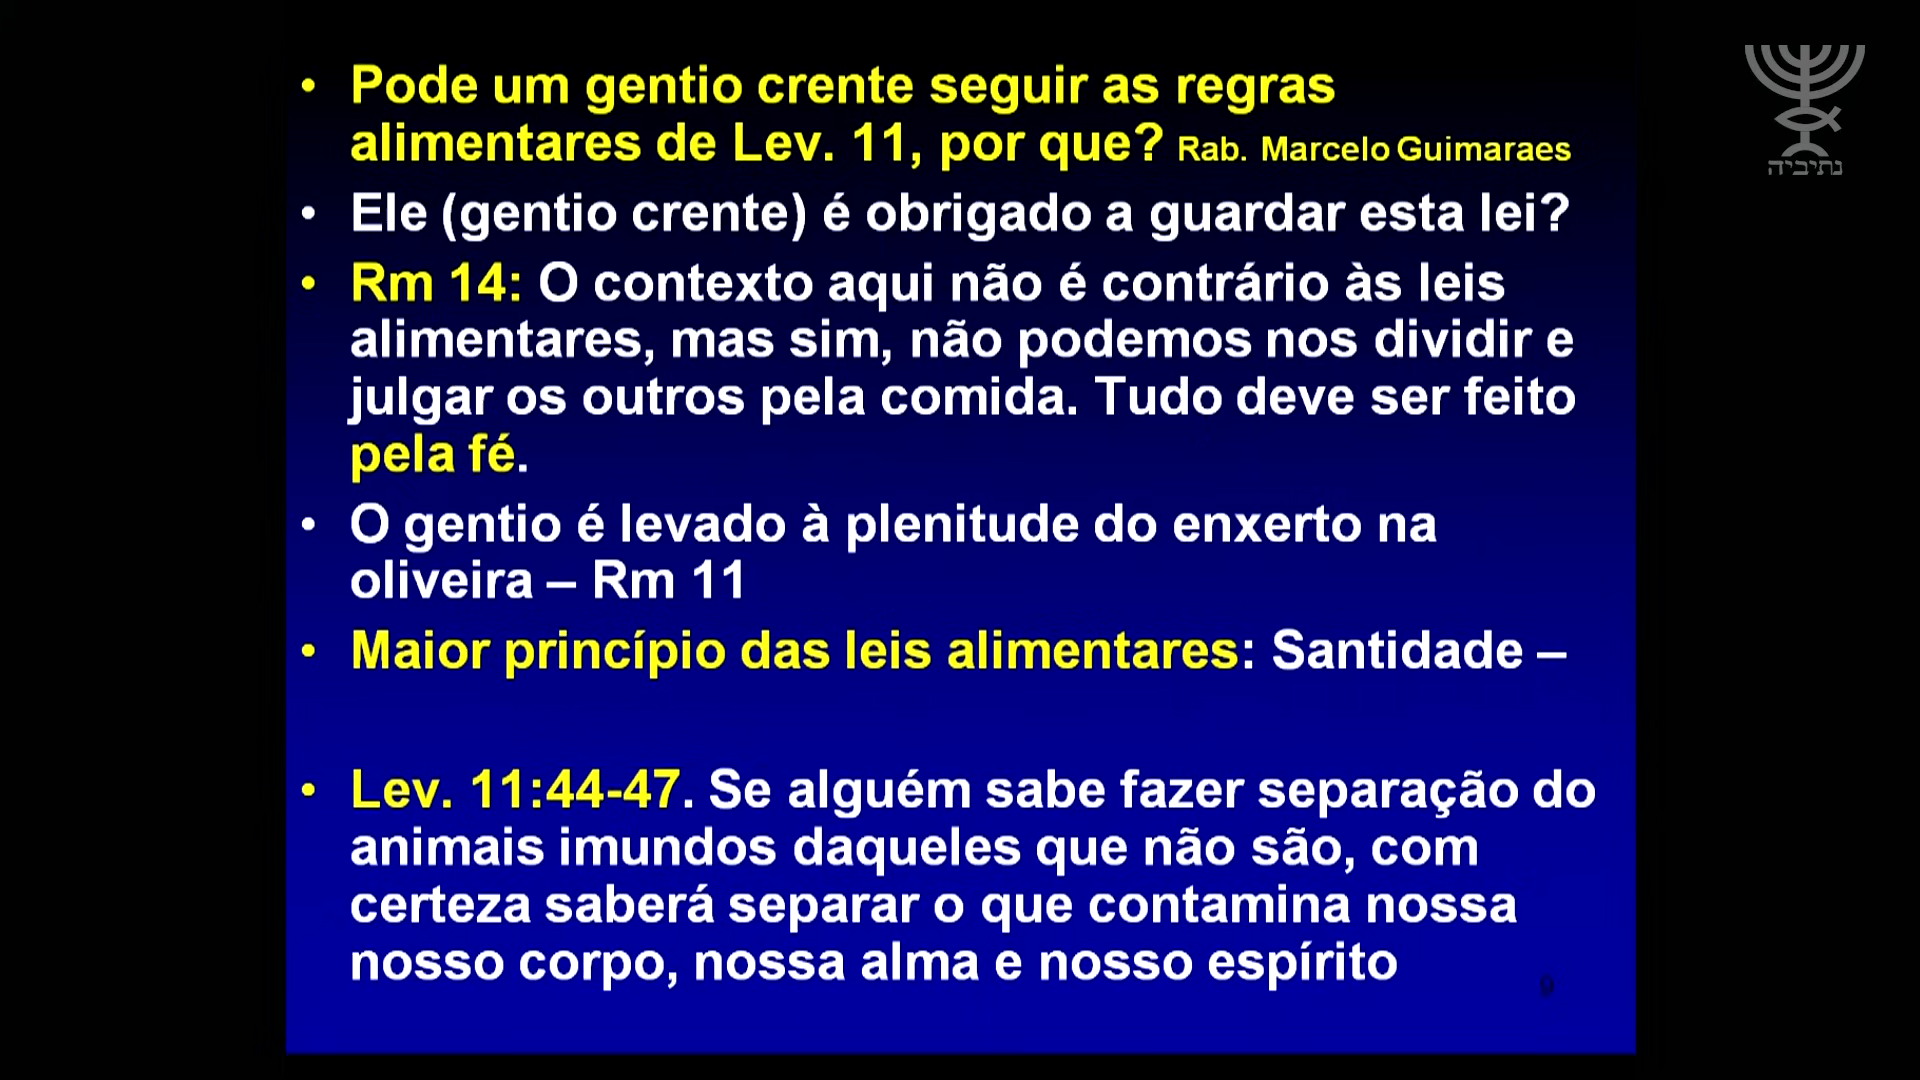 • Pode um gentio crente seguir as regras
alimentares de Lev. 11, por que? Rab. Marcelo Guimaraes
• Ele (gentio crente) é obrigado a guardar esta lei?
• Rm 14: O contexto aqui não é contrário às leis
alimentares, mas sim, não podemos nos dividir e
julgar os outros pela comida. Tudo deve ser feito
pela fé.
• O gentio é levado à plenitude do enxerto na
oliveira – Rm 11
• Maior princípio das leis alimentares: Santidade –
• Lev. 11:44-47. Se alguém sabe fazer separação do
animais imundos daqueles que não são, com
certeza saberá separar o que contamina nossa
nosso corpo, nossa alma e nosso espírito
9
נתיביה